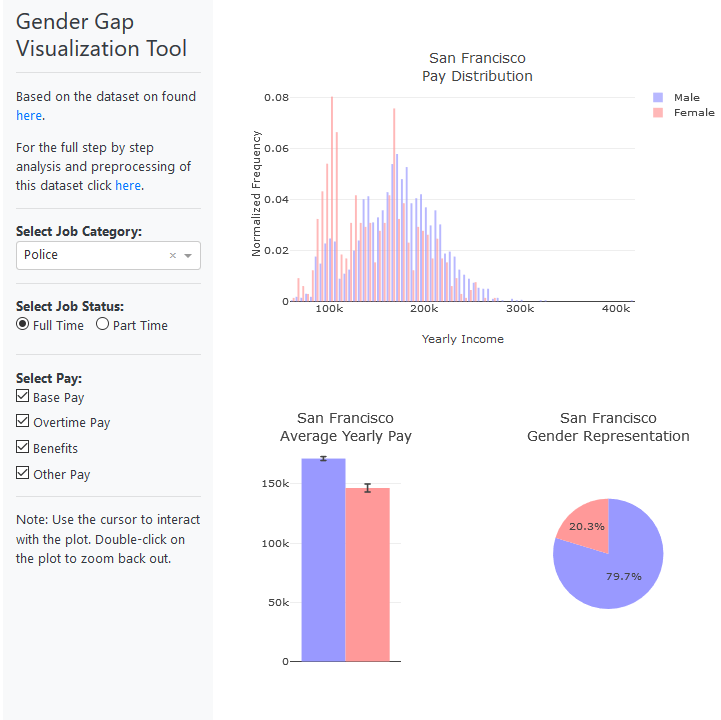 Gender Gap
Visualization Tool
Based on the dataset on found
here.
For the full step by step
analysis and preprocessing of
this dataset click here.
Select Job Category:
Police × 
Select Job Status:
Full Time Part Time
Select Pay:
Base Pay
Overtime Pay
Benefits
Other Pay
Note: Use the cursor to interact
with the plot. Double-click on
the plot to zoom back out.
San Francisco
Pay Distribution
Male
Female
Normalized Frequency
0.08
0.06
0.04
0.02
0
100k 200k 300k 400k
Yearly Income
San Francisco
Average Yearly Pay
150k
100k
50k
0
San Francisco
Gender Representation
20.3%
79.7%